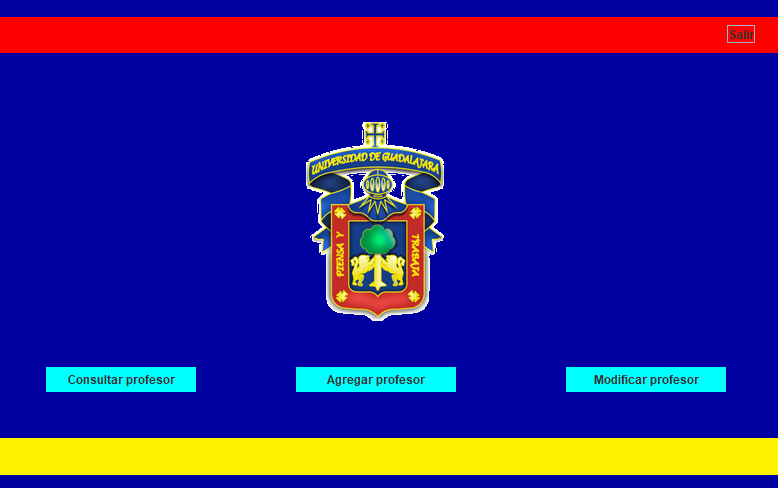 Salir
UNIVERSIDAD DE GUADALAJARA
PIENSA Y
TRABAJA
Consultar profesor
Agregar profesor
Modificar profesor